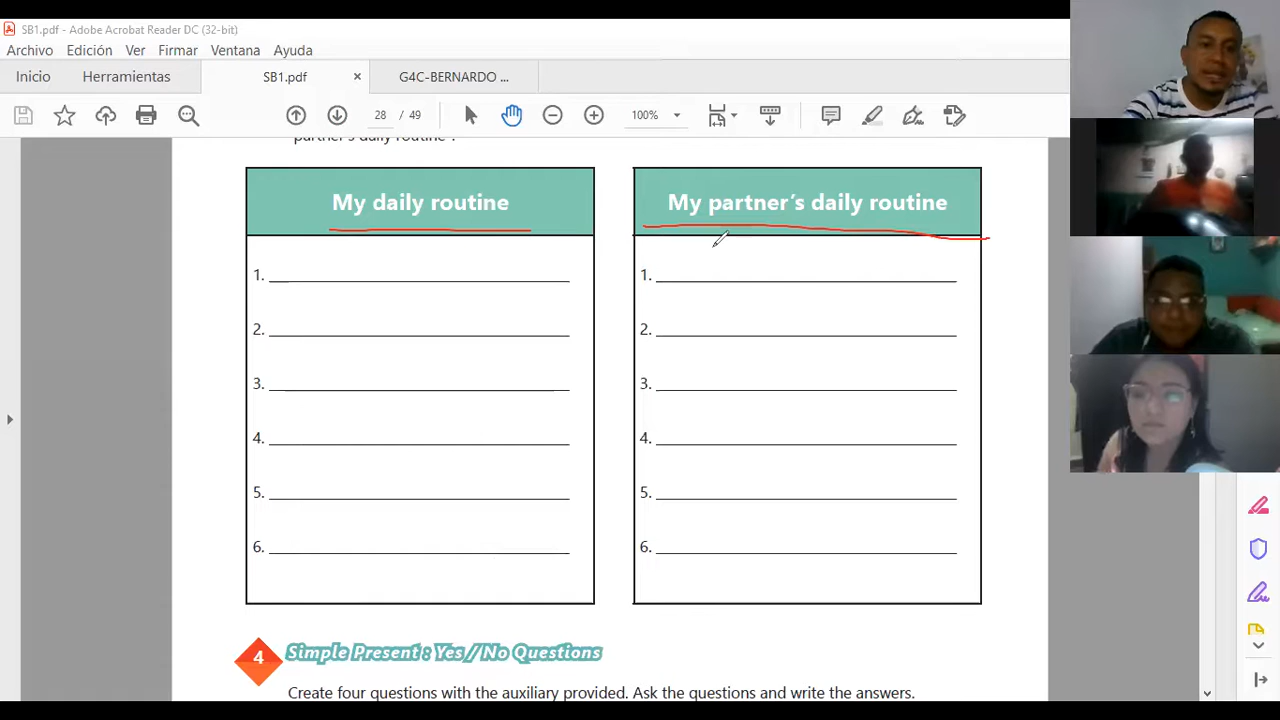 SB1.pdf - Adobe Acrobat Reader DC (32-bit)
Archivo Edición Ver Firmar Ventana Ayuda
Inicio Herramientas SB1.pdf × G4C-BERNARDO ...
28 / 49 100%
partner's daily routine".
My daily routine
1.
2.
3.
4.
5.
6.
My partner's daily routine
1.
2.
3.
4.
5.
6.
4 Simple Present : Yes / No Questions
Create four questions with the auxiliary provided. Ask the questions and write the answers.